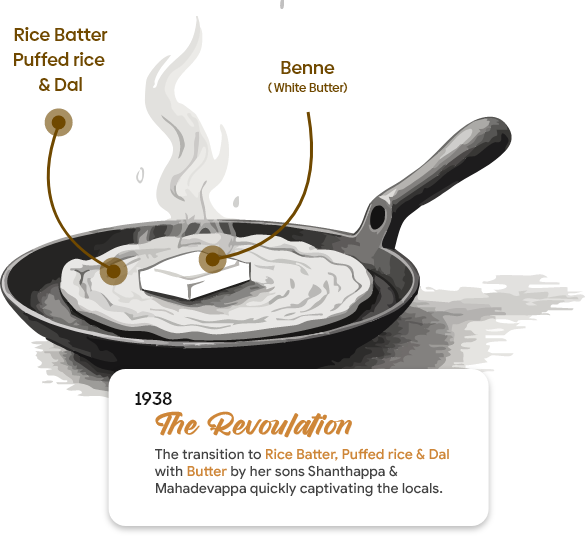 Rice Batter
Puffed rice
& Dal
Benne
( White Butter)
1938
The Revoulation
The transition to Rice Batter, Puffed rice & Dal
with Butter by her sons Shanthappa &
Mahadevappa quickly captivating the locals.